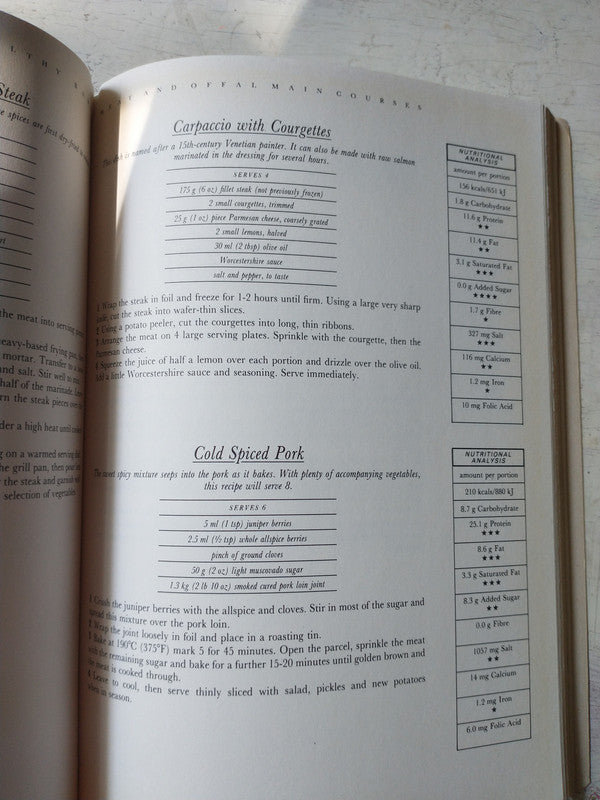 L T H Y
Steak
spices are first dry-fried
the meat into serving
heavy-based frying pan,
mortar. Transfer to a
and salt. Stir well to
half of the marinade.
turn the steak pieces over
under a high heat until
g on a warmed serving
he grill pan, then pour
the steak and garnish
selection of vegetables.
MEAT AND OFFAL MAIN COURSES
Carpaccio with Courgettes
This dish is named after a 15th-century Venetian painter. It can also be made with raw salmon
marinated in the dressing for several hours.
SERVES 4
175 g (6 oz) fillet steak (not previously frozen)
2 small courgettes, trimmed
25 g (1 oz) piece Parmesan cheese, coarsely grated
2 small lemons, halved
30 ml (2 tbsp) olive oil
Worcestershire sauce
salt and pepper, to taste
1 Wrap the steak in foil and freeze for 1-2 hours until firm. Using a large very sharp
knife, cut the steak into wafer-thin slices.
2 Using a potato peeler, cut the courgettes into long, thin ribbons.
3 Arrange the meat on 4 large serving plates. Sprinkle with the courgette, then the
Parmesan cheese.
4 Squeeze the juice of half a lemon over each portion and drizzle over the olive oil.
Add a little Worcestershire sauce and seasoning. Serve immediately.
NUTRITIONAL
ANALYSIS
amount per portion
156 kcals/651 kJ
1.8 g Carbohydrate
11.6 g Protein
★★
11.4 g Fat
★★
3.1 g Saturated Fat
★★★
0.0 g Added Sugar
★★★★
1.7 g Fibre
★
327 mg Salt
★★★
116 mg Calcium
★★
1.2 mg Iron
★
10 mg Folic Acid
Cold Spiced Pork
The sweet spicy mixture seeps into the pork as it bakes. With plenty of accompanying vegetables,
this recipe will serve 8.
SERVES 6
5 ml (1 tsp) juniper berries
2.5 ml (½ tsp) whole allspice berries
pinch of ground cloves
50 g (2 oz) light muscovado sugar
1.3 kg (2 lb 10 oz) smoked cured pork loin joint
1 Crush the juniper berries with the allspice and cloves. Stir in most of the sugar and
spread this mixture over the pork loin.
2 Wrap the joint loosely in foil and place in a roasting tin.
3 Bake at 190°C (375°F) mark 5 for 45 minutes. Open the parcel, sprinkle the meat
with the remaining sugar and bake for a further 15-20 minutes until golden brown and
the meat is cooked through.
4 Leave to cool, then serve thinly sliced with salad, pickles and new potatoes
when in season.
NUTRITIONAL
ANALYSIS
amount per portion
210 kcals/880 kJ
8.7 g Carbohydrate
25.1 g Protein
★★★
8.6 g Fat
★★★
3.3 g Saturated Fat
★★★
8.3 g Added Sugar
★★
0.0 g Fibre
1057 mg Salt
★★
14 mg Calcium
1.2 mg Iron
★
6.0 mg Folic Acid